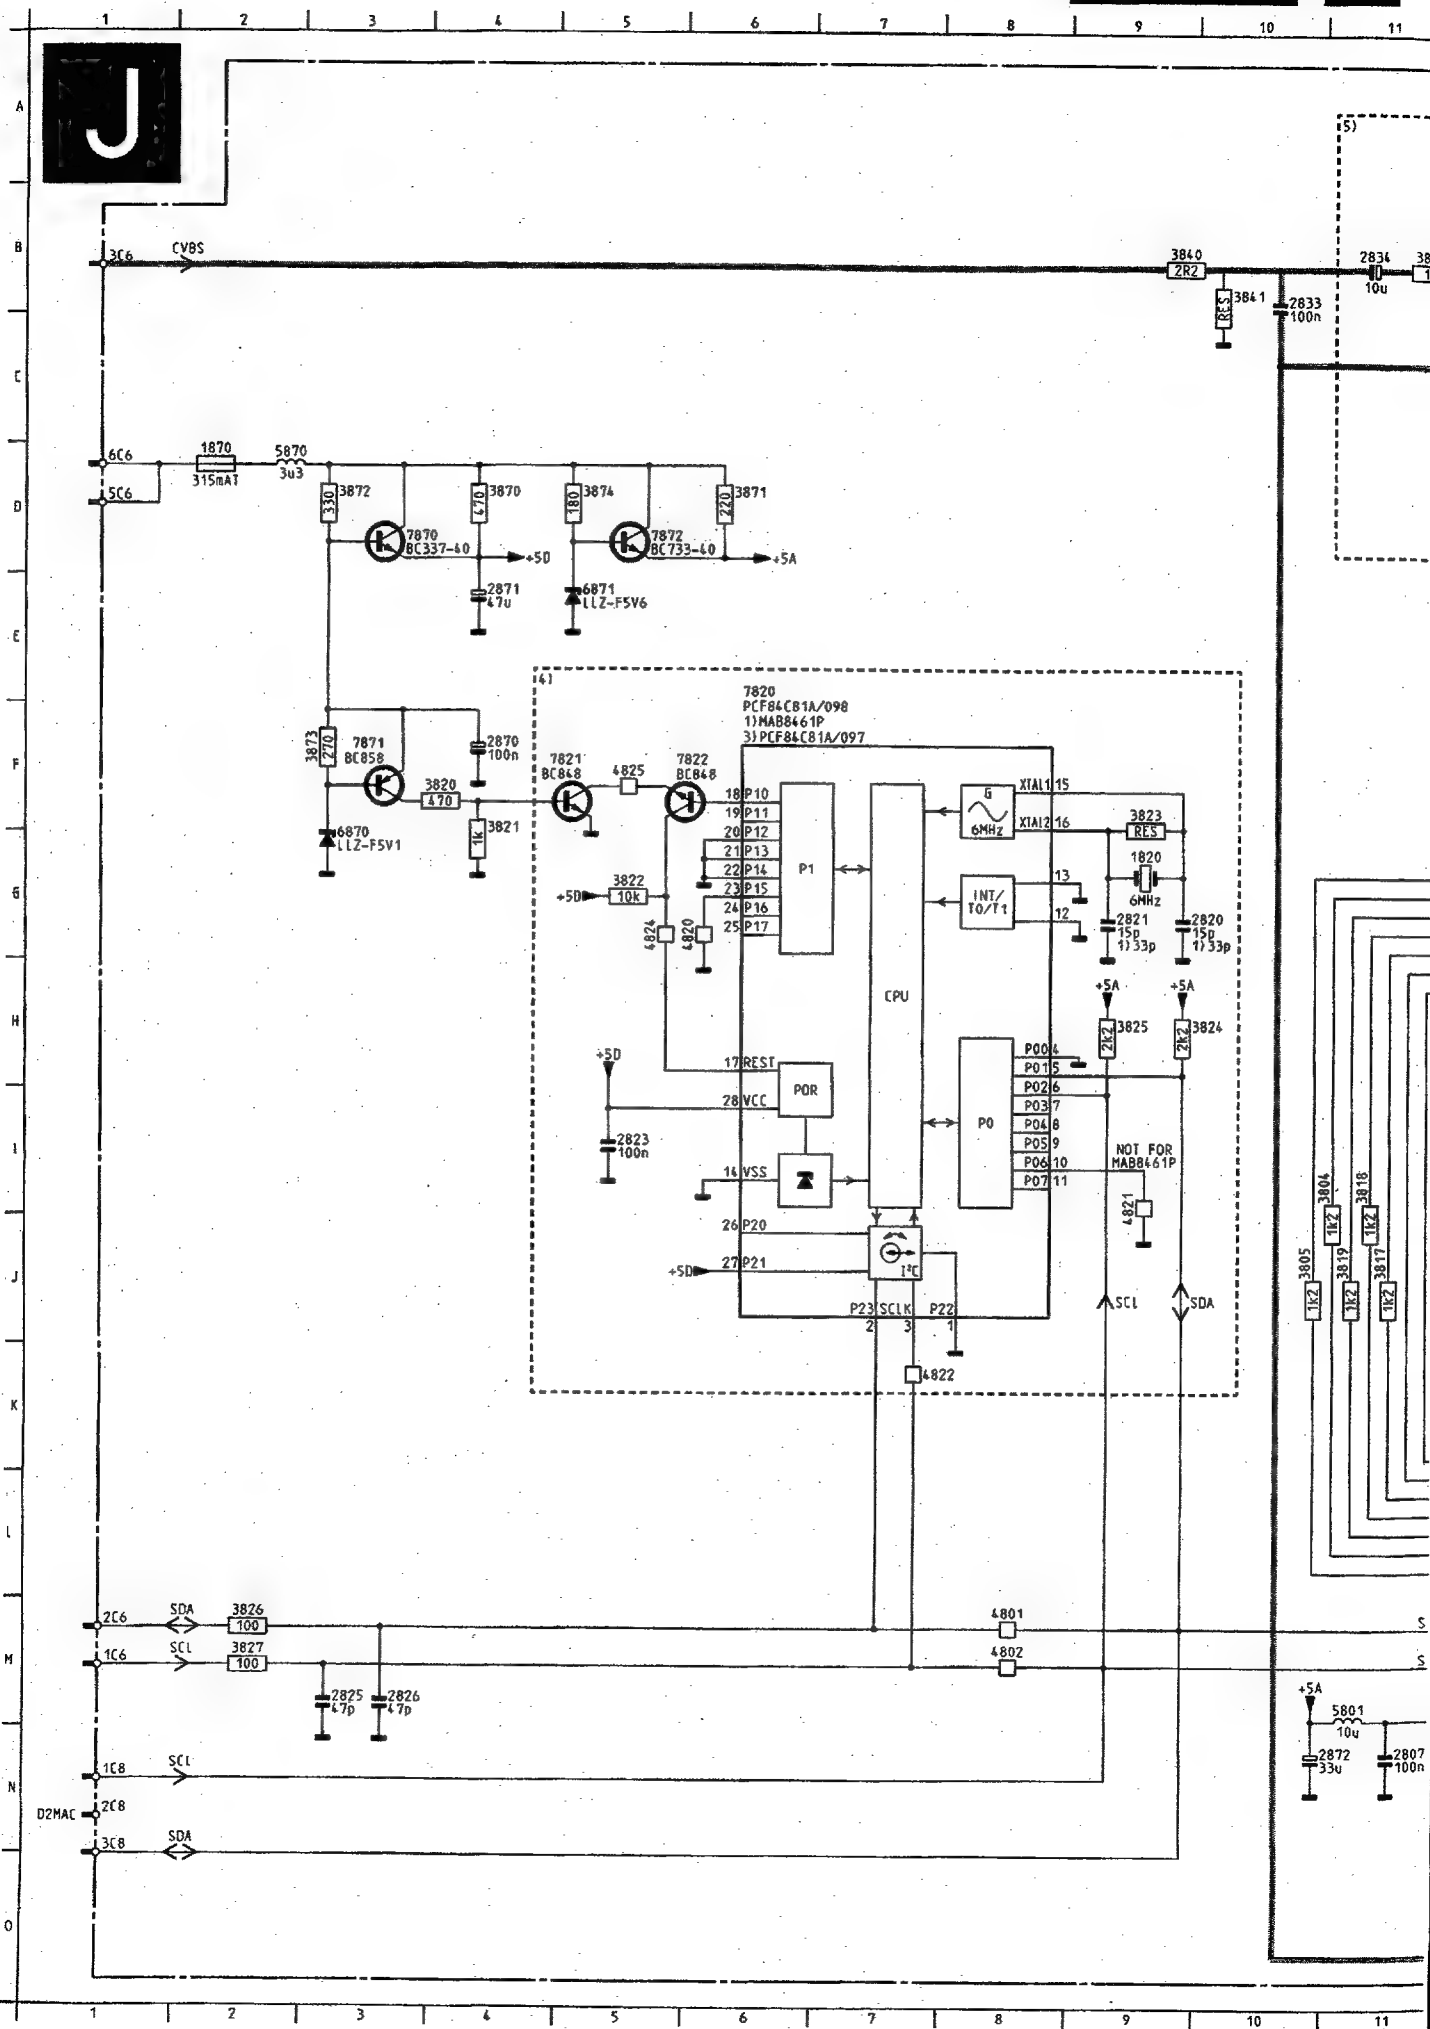 1 2 3 4 5 6 7 8 9 10 11
J
A
B
C
D
E
F
G
H
I
J
K
L
M
N
O
5)
3C6
CVBS
3840
2R2
RES
3841
2833
100n
2834
10u
6C6
5C6
1870
315mAT
5870
3u3
330
3872
470
3870
180
3874
220
3871
7870
BC337-40
7872
BC733-40
+5D
+5A
2871
47u
6871
LLZ-F5V6
4)
7820
PCF84C81A/098
1)MAB8461P
3)PCF84C81A/097
3873
270
7871
BC858
2870
100n
3820
470
1k
3821
6870
LLZ-F5V1
7821
BC848
4825
7822
BC848
18 P10
19 P11
20 P12
21 P13
22 P14
23 P15
24 P16
25 P17
P1
CPU
G
6MHz
XTAL1 15
XTAL2 16
3823
RES
1820
6MHz
INT/
T0/T1
13
12
2821
15p
1)33p
2820
15p
1)33p
+5D
3822
10k
4824
4820
+5A
+5A
2k2
3825
2k2
3824
+5D
17 REST
28 VCC
POR
2823
100n
14 VSS
P0
P00 4
P01 5
P02 6
P03 7
P04 8
P05 9
P06 10
P07 11
NOT FOR
MAB8461P
4821
26 P20
+5D
27 P21
I²C
P23 SCLK P22
2 3 1
4822
SCL
SDA
3805
1k2
3804
1k2
3819
1k2
3818
1k2
3817
1k2
2C6
SDA
3826
100
4801
S
1C6
SCL
3827
100
4802
S
2825
47p
2826
47p
+5A
5801
10u
2872
33u
2807
100n
1C8
SCL
D2MAC
2C8
3C8
SDA
1 2 3 4 5 6 7 8 9 10 11